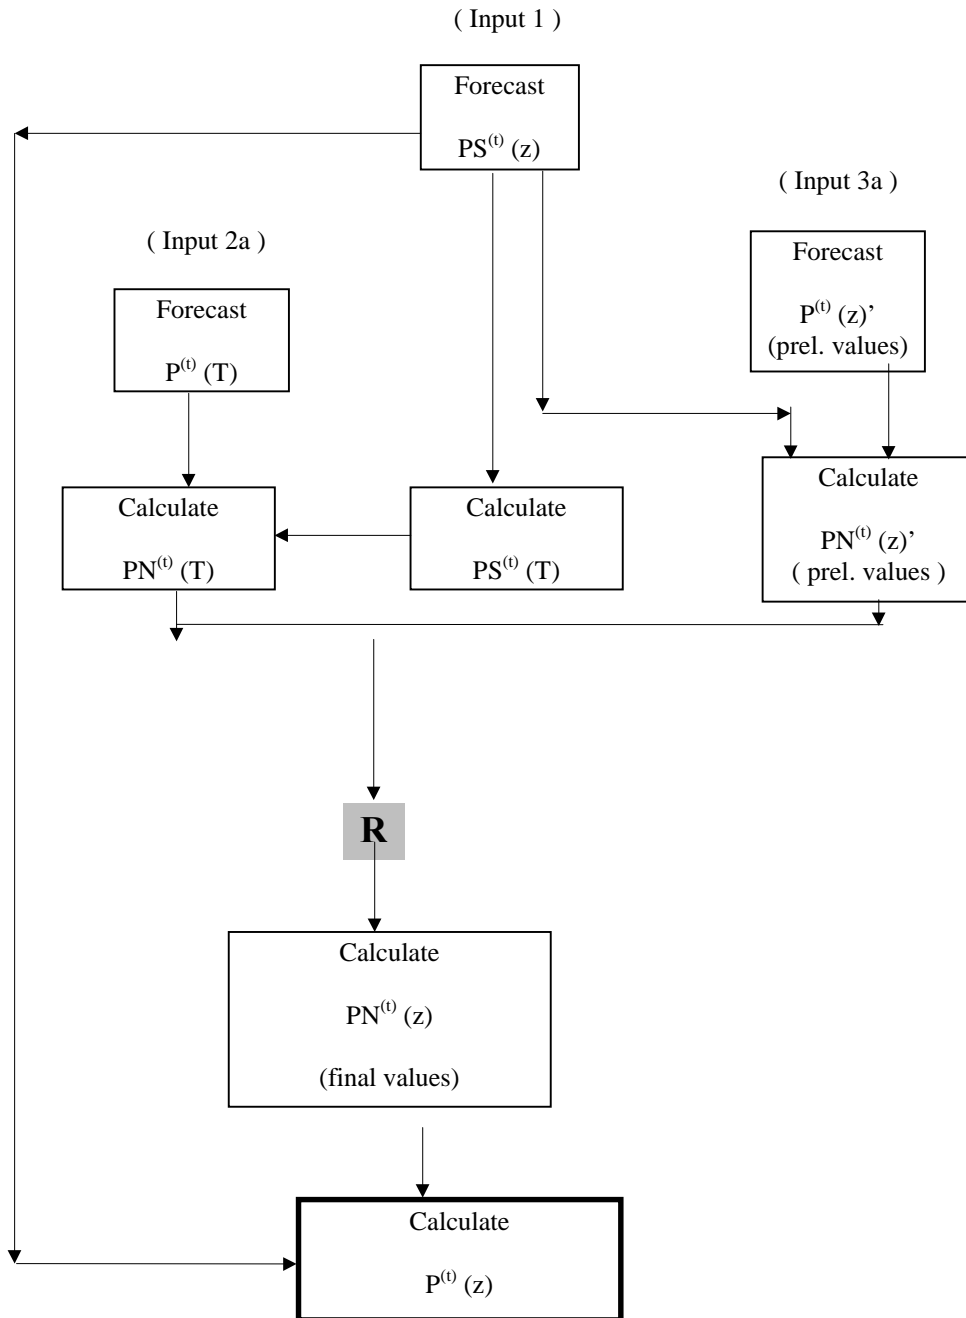 ( Input 1 )
Forecast
PS(t) (z)
( Input 3a )
( Input 2a )
Forecast
P(t) (z)’
(prel. values)
Forecast
P(t) (T)
Calculate
PN(t) (T)
Calculate
PS(t) (T)
Calculate
PN(t) (z)’
( prel. values )
R
Calculate
PN(t) (z)
(final values)
Calculate
P(t) (z)